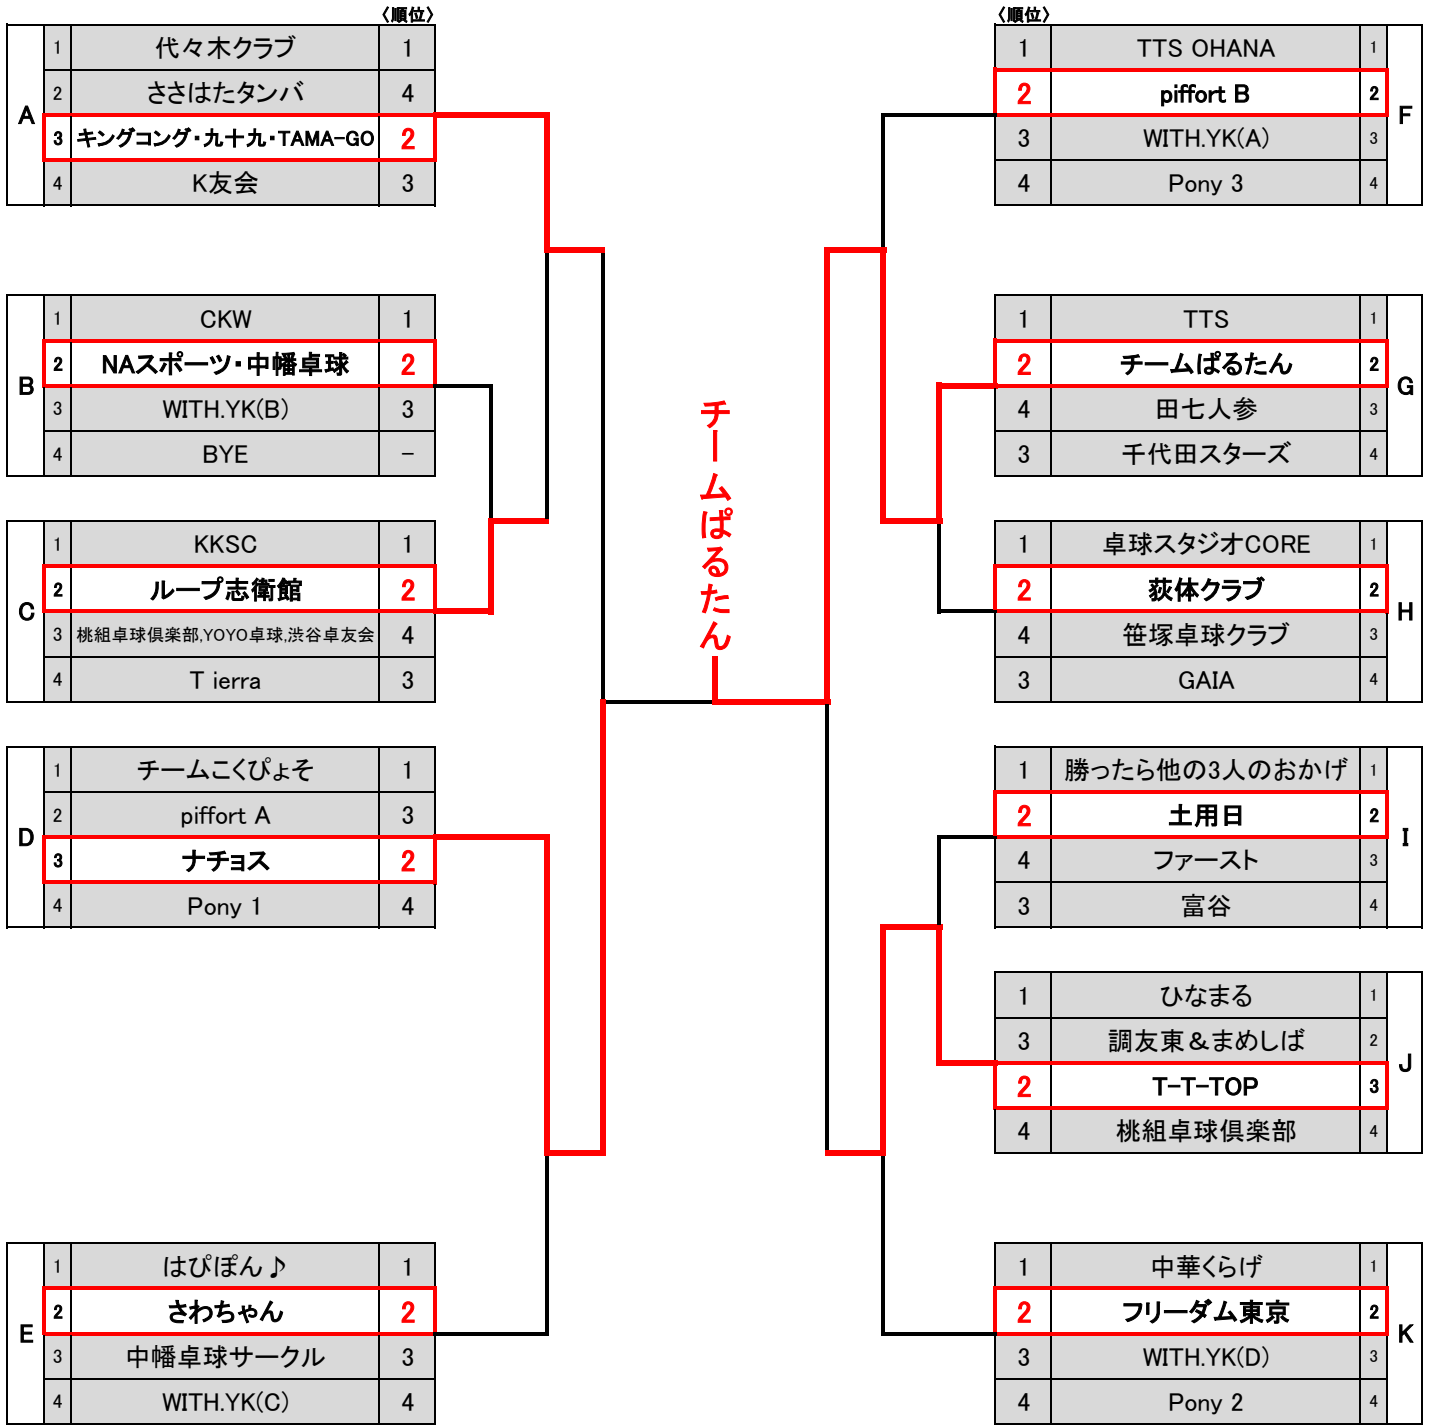 〈順位〉
A
1 代々木クラブ 1
2 ささはたタンバ 4
3 キングコング・九十九・TAMA-GO 2
4 K友会 3
B
1 CKW 1
2 NAスポーツ・中幡卓球 2
3 WITH.YK(B) 3
4 BYE -
C
1 KKSC 1
2 ループ志衛館 2
3 桃組卓球倶楽部,YOYO卓球,渋谷卓友会 4
4 T ierra 3
D
1 チームこくぴょそ 1
2 piffort A 3
3 ナチョス 2
4 Pony 1 4
E
1 はぴぽん♪ 1
2 さわちゃん 2
3 中幡卓球サークル 3
4 WITH.YK(C) 4
チームぱるたん
〈順位〉
1 TTS OHANA 1
2 piffort B 2
3 WITH.YK(A) 3
4 Pony 3 4
F
1 TTS 1
2 チームぱるたん 2
4 田七人参 3
3 千代田スターズ 4
G
1 卓球スタジオCORE 1
2 荻体クラブ 2
4 笹塚卓球クラブ 3
3 GAIA 4
H
1 勝ったら他の3人のおかげ 1
2 土用日 2
4 ファースト 3
3 富谷 4
I
1 ひなまる 1
3 調友東&まめしば 2
2 T-T-TOP 3
4 桃組卓球倶楽部 4
J
1 中華くらげ 1
2 フリーダム東京 2
3 WITH.YK(D) 3
4 Pony 2 4
K